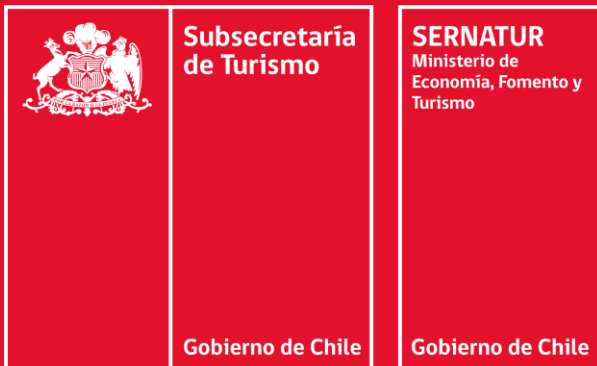 Subsecretaría
de Turismo
Gobierno de Chile
SERNATUR
Ministerio de
Economía, Fomento y
Turismo
Gobierno de Chile